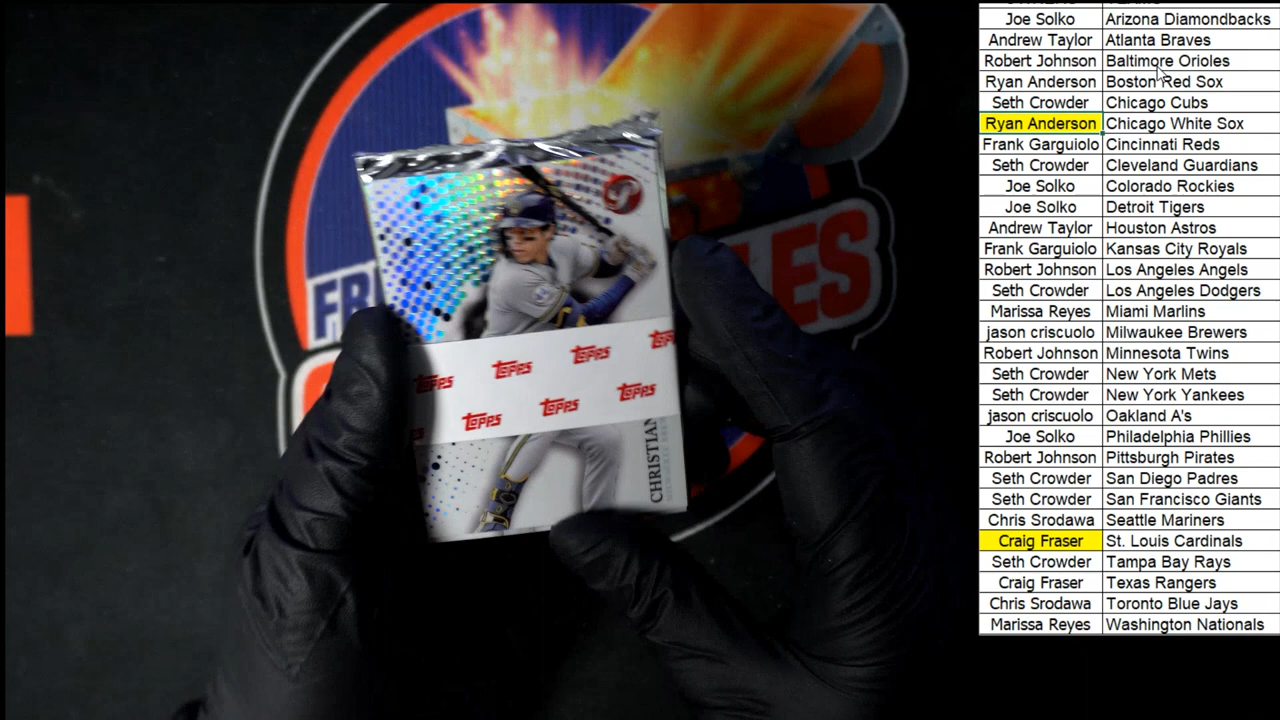 Joe Solko Arizona Diamondbacks
Andrew Taylor Atlanta Braves
Robert Johnson Baltimore Orioles
Ryan Anderson Boston Red Sox
Seth Crowder Chicago Cubs
Ryan Anderson Chicago White Sox
Frank Garguiolo Cincinnati Reds
Seth Crowder Cleveland Guardians
Joe Solko Colorado Rockies
Joe Solko Detroit Tigers
Andrew Taylor Houston Astros
Frank Garguiolo Kansas City Royals
Robert Johnson Los Angeles Angels
Seth Crowder Los Angeles Dodgers
Marissa Reyes Miami Marlins
jason criscuolo Milwaukee Brewers
Robert Johnson Minnesota Twins
Seth Crowder New York Mets
Seth Crowder New York Yankees
jason criscuolo Oakland A's
Joe Solko Philadelphia Phillies
Robert Johnson Pittsburgh Pirates
Seth Crowder San Diego Padres
Seth Crowder San Francisco Giants
Chris Srodawa Seattle Mariners
Craig Fraser St. Louis Cardinals
Seth Crowder Tampa Bay Rays
Craig Fraser Texas Rangers
Chris Srodawa Toronto Blue Jays
Marissa Reyes Washington Nationals
Topps Topps Topps Topps
Topps Topps Topps
CHRISTIAN